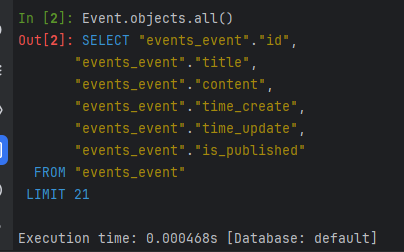 In [2]: Event.objects.all()
Out[2]: SELECT "events_event"."id",
       "events_event"."title",
       "events_event"."content",
       "events_event"."time_create",
       "events_event"."time_update",
       "events_event"."is_published"
  FROM "events_event"
 LIMIT 21
Execution time: 0.000468s [Database: default]